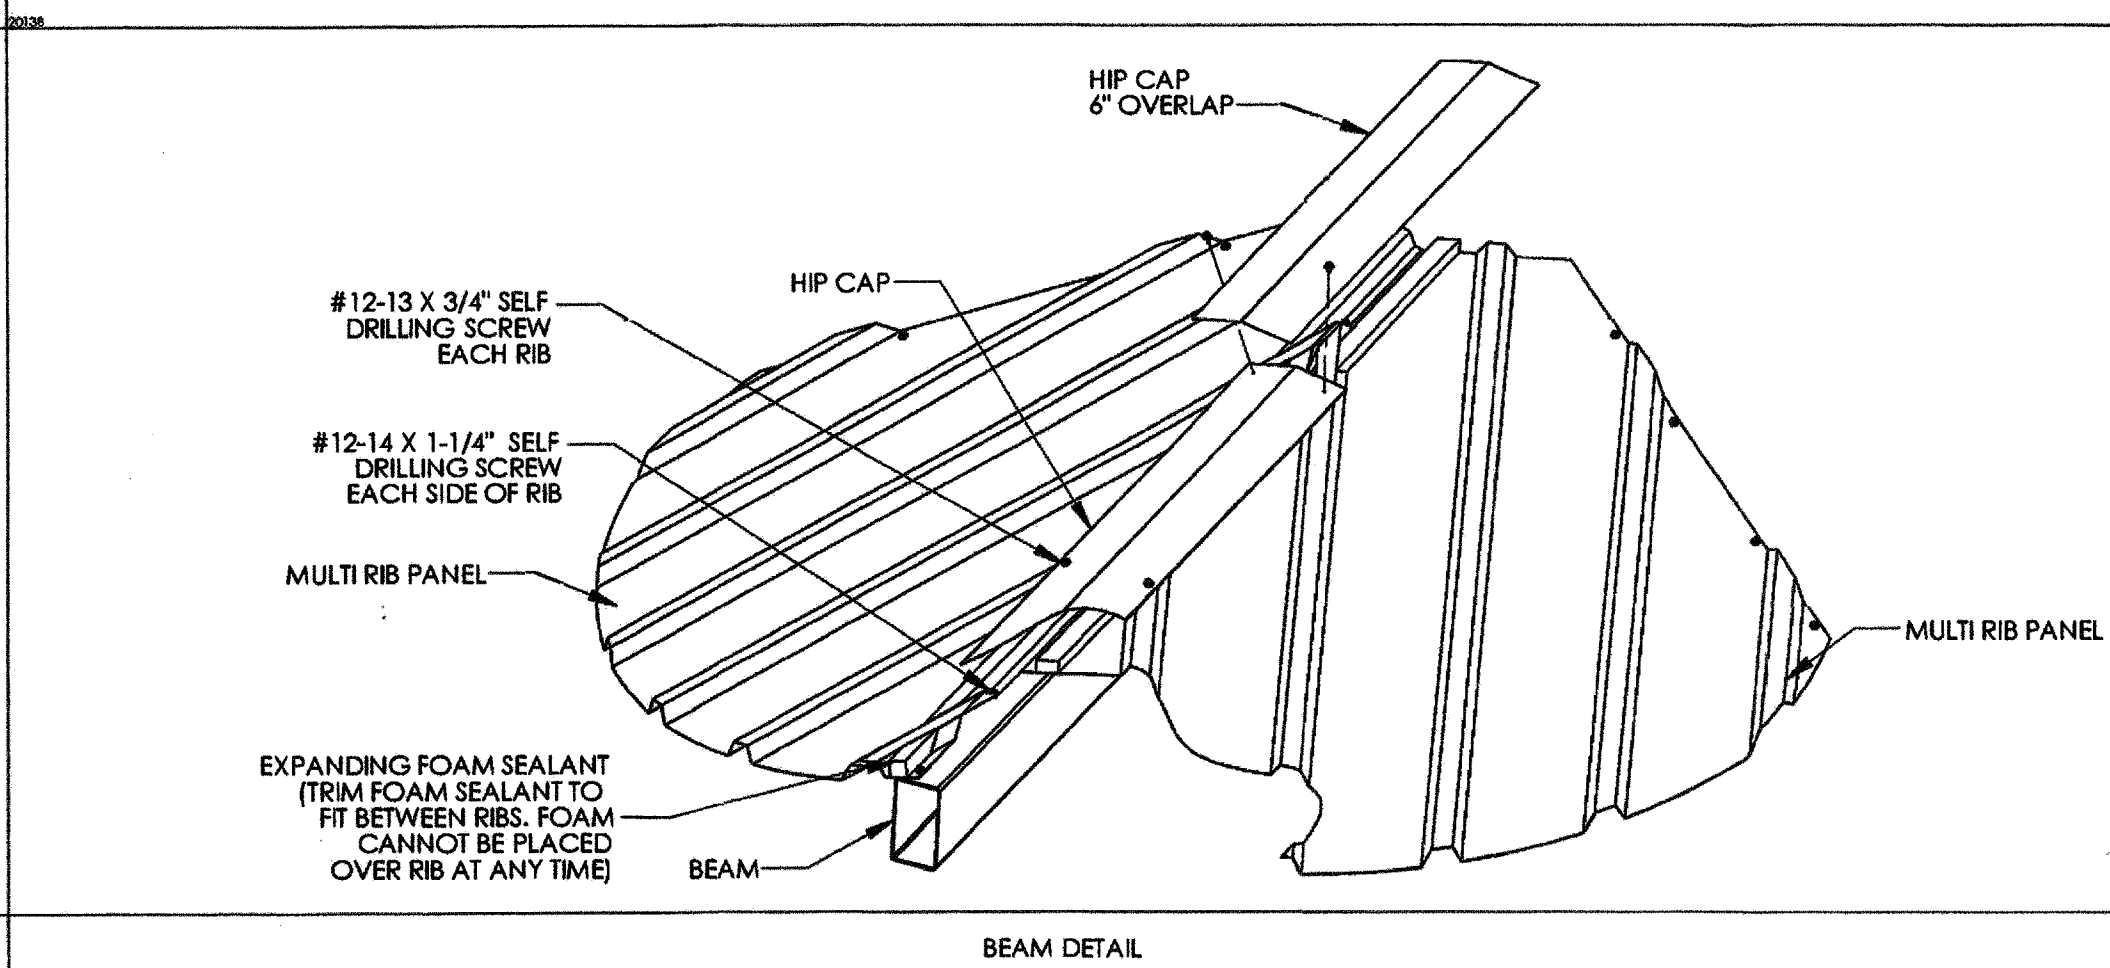 20138
HIP CAP
6" OVERLAP
HIP CAP
#12-13 X 3/4" SELF
DRILLING SCREW
EACH RIB
#12-14 X 1-1/4" SELF
DRILLING SCREW
EACH SIDE OF RIB
MULTI RIB PANEL
MULTI RIB PANEL
EXPANDING FOAM SEALANT
(TRIM FOAM SEALANT TO
FIT BETWEEN RIBS. FOAM
CANNOT BE PLACED
OVER RIB AT ANY TIME)
BEAM
BEAM DETAIL